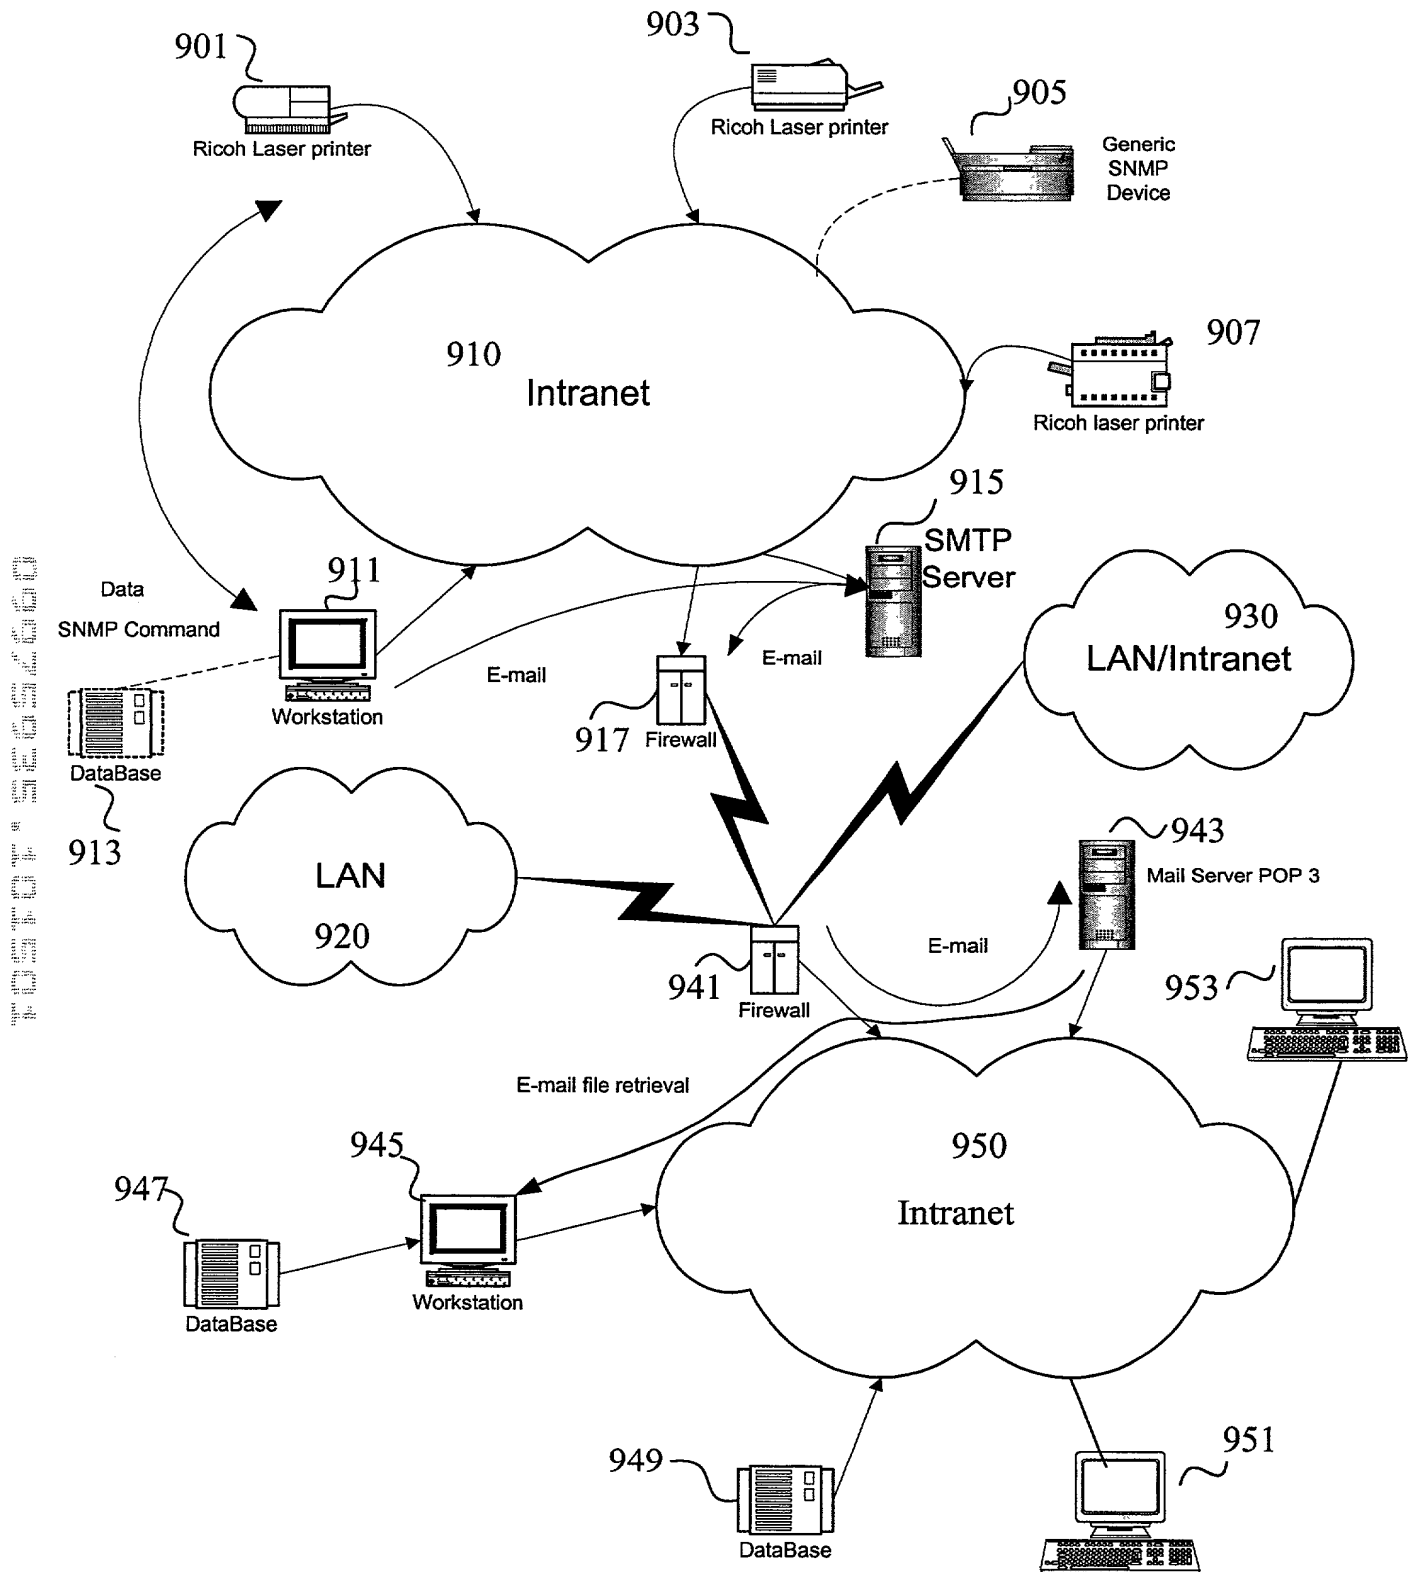 901
903
905
Ricoh Laser printer
Ricoh Laser printer
Generic
SNMP
Device
907
910
Intranet
Ricoh laser printer
915
SMTP
Server
911
Data
SNMP Command
930
LAN/Intranet
E-mail
E-mail
Workstation
917
Firewall
DataBase
913
943
LAN
Mail Server POP 3
920
E-mail
941
953
Firewall
E-mail file retrieval
945
950
947
Intranet
Workstation
DataBase
949
951
DataBase